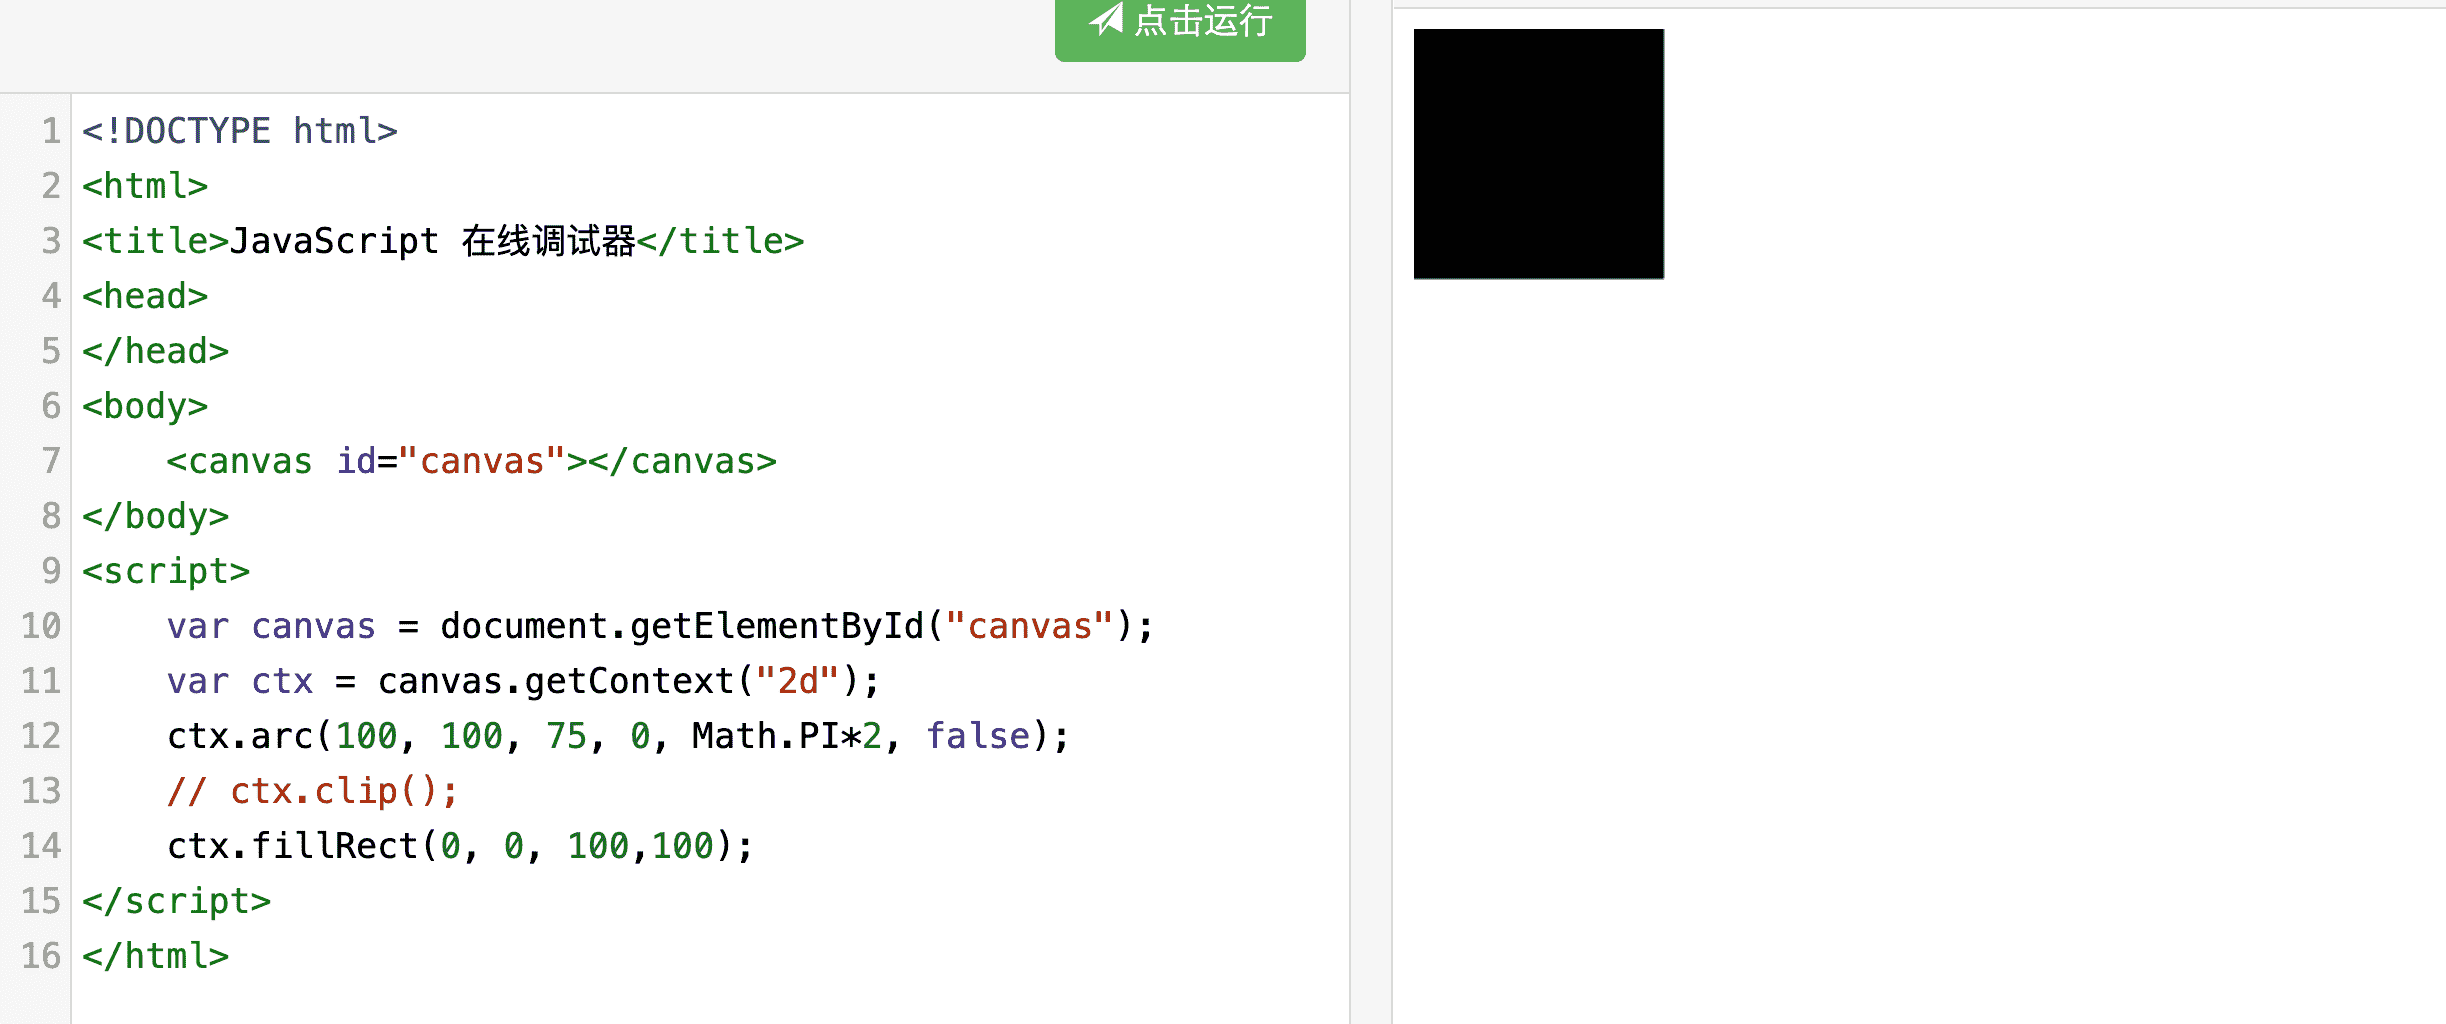 点击运行
1 <!DOCTYPE html>
2 <html>
3 <title>JavaScript 在线调试器</title>
4 <head>
5 </head>
6 <body>
7     <canvas id="canvas"></canvas>
8 </body>
9 <script>
10     var canvas = document.getElementById("canvas");
11     var ctx = canvas.getContext("2d");
12     ctx.arc(100, 100, 75, 0, Math.PI*2, false);
13     // ctx.clip();
14     ctx.fillRect(0, 0, 100,100);
15 </script>
16 </html>